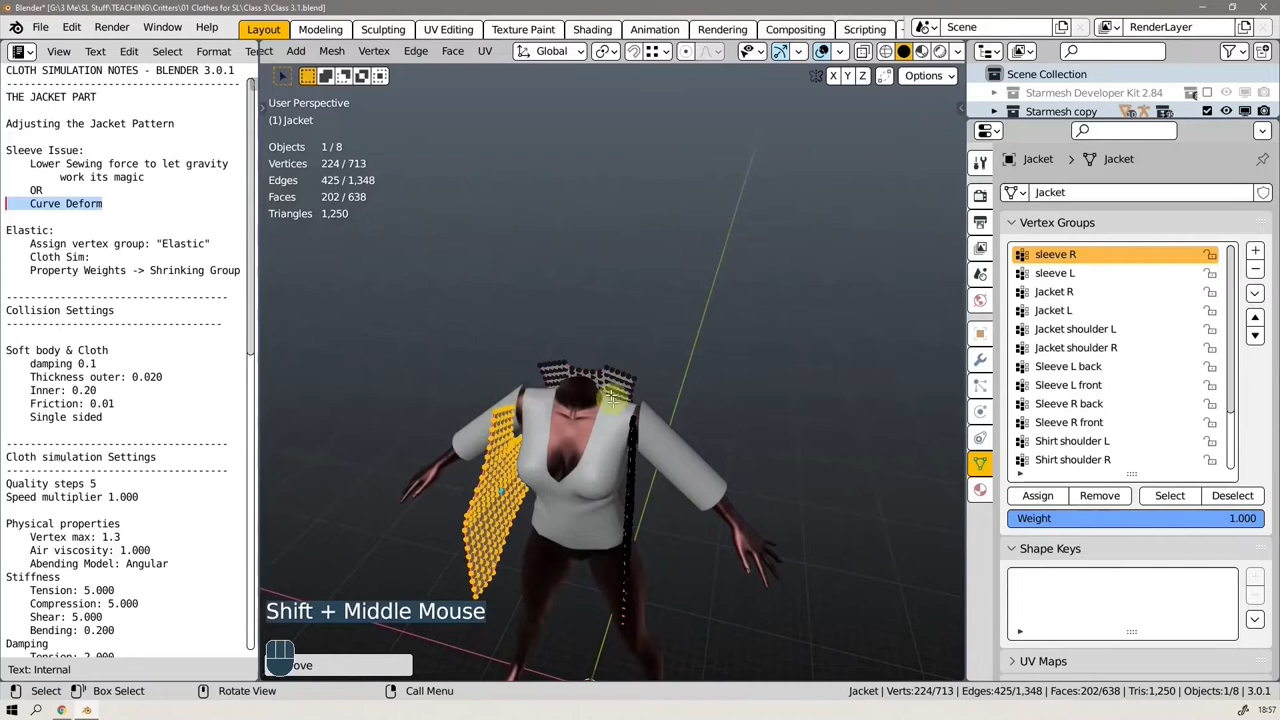 Blender* [G:\3 Me\SL Stuff\TEACHING\Critters\01 Clothes for SL\Class 3\Class 3.1.blend]
File Edit Render Window Help
Layout Modeling Sculpting UV Editing Texture Paint Shading Animation Rendering Compositing Scripting
Scene
RenderLayer
View Text Edit Select Format
ect Add Mesh Vertex Edge Face UV
Global
X Y Z
Options
CLOTH SIMULATION NOTES - BLENDER 3.0.1
THE JACKET PART
Adjusting the Jacket Pattern
Sleeve Issue:
Lower Sewing force to let gravity
work its magic
OR
Curve Deform
Elastic:
Assign vertex group: "Elastic"
Cloth Sim:
Property Weights -> Shrinking Group
Collision Settings
Soft body & Cloth
damping 0.1
Thickness outer: 0.020
Inner: 0.20
Friction: 0.01
Single sided
Cloth simulation Settings
Quality steps 5
Speed multiplier 1.000
Physical properties
Vertex max: 1.3
Air viscosity: 1.000
Abending Model: Angular
Stiffness
Tension: 5.000
Compression: 5.000
Shear: 5.000
Bending: 0.200
Damping
Tension: 2.000
Text: Internal
User Perspective
(1) Jacket
Objects 1 / 8
Vertices 224 / 713
Edges 425 / 1,348
Faces 202 / 638
Triangles 1,250
Shift + Middle Mouse
ove
Scene Collection
Starmesh Developer Kit 2.84
Starmesh copy
Jacket Jacket
Jacket
Vertex Groups
sleeve R
sleeve L
Jacket R
Jacket L
Jacket shoulder L
Jacket shoulder R
Sleeve L back
Sleeve L front
Sleeve R back
Sleeve R front
Shirt shoulder L
Shirt shoulder R
Assign Remove Select Deselect
Weight 1.000
Shape Keys
UV Maps
Select Box Select Rotate View Call Menu
Jacket | Verts:224/713 | Edges:425/1,348 | Faces:202/638 | Tris:1,250 | Objects:1/8 | 3.0.1
18:57